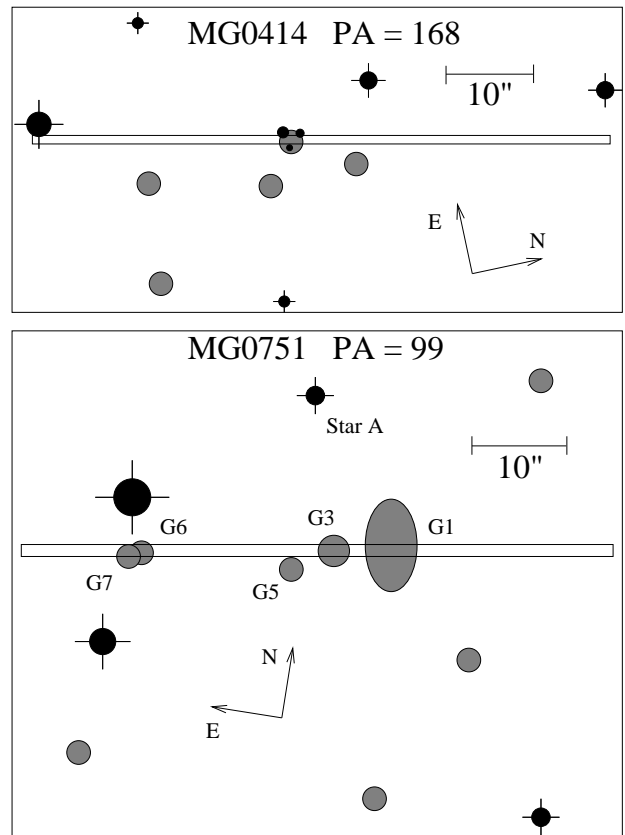 MG0414 PA = 168
10"
E
N
MG0751 PA = 99
Star A
10"
G6
G3
G1
G7
G5
N
E